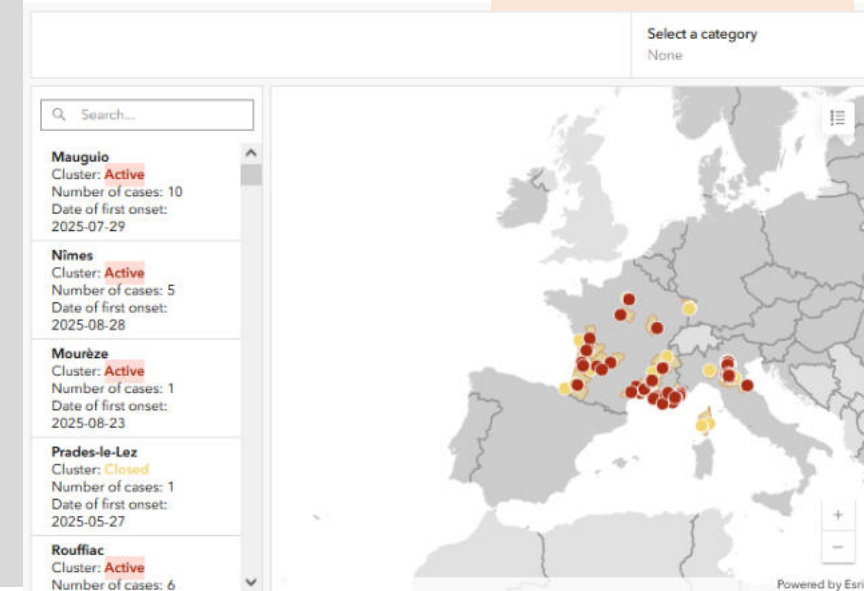 Select a category
None
Search...
Mauguio
Cluster: Active
Number of cases: 10
Date of first onset:
2025-07-29
Nîmes
Cluster: Active
Number of cases: 5
Date of first onset:
2025-08-28
Mourèze
Cluster: Active
Number of cases: 1
Date of first onset:
2025-08-23
Prades-le-Lez
Cluster: Closed
Number of cases: 1
Date of first onset:
2025-05-27
Rouffiac
Cluster: Active
Number of cases: 6
+
−
Powered by Esri